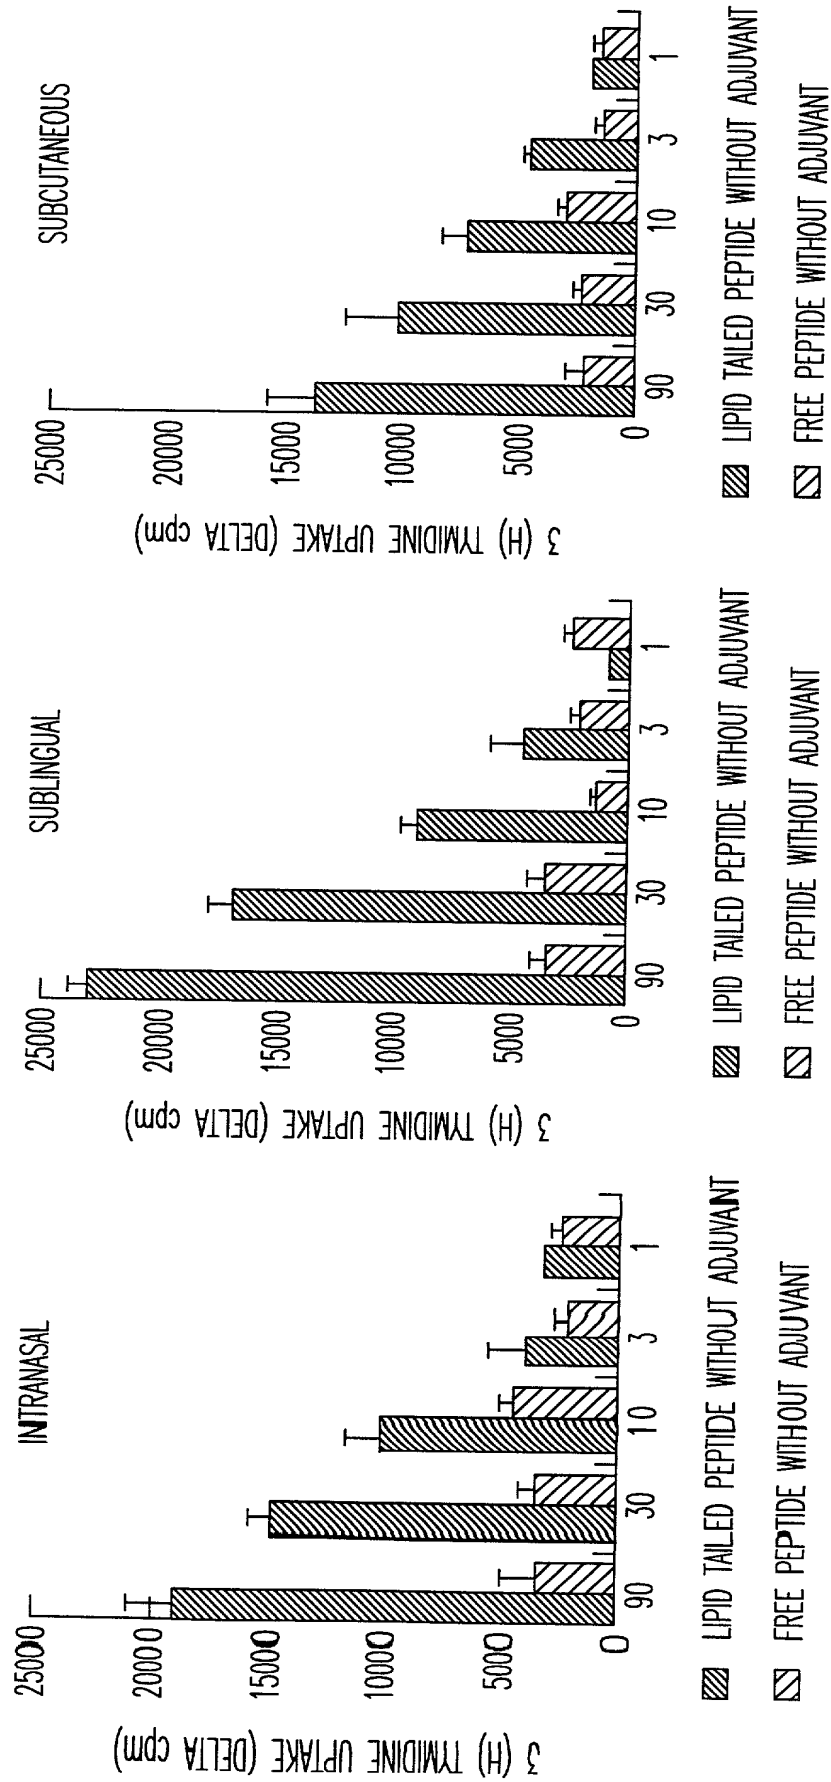 INTRANASAL
3 (H) TYMIDINE UPTAKE (DELTA cpm)
25000
20000
15000
10000
5000
0
90 30 10 3 1
LIPID TAILED PEPTIDE WITHOUT ADJUVANT
FREE PEPTIDE WITHOUT ADJUVANT
SUBLINGUAL
3 (H) TYMIDINE UPTAKE (DELTA cpm)
25000
20000
15000
10000
5000
0
90 30 10 3 1
LIPID TAILED PEPTIDE WITHOUT ADJUVANT
FREE PEPTIDE WITHOUT ADJUVANT
SUBCUTANEOUS
3 (H) TYMIDINE UPTAKE (DELTA cpm)
25000
20000
15000
10000
5000
0
90 30 10 3 1
LIPID TAILED PEPTIDE WITHOUT ADJUVANT
FREE PEPTIDE WITHOUT ADJUVANT